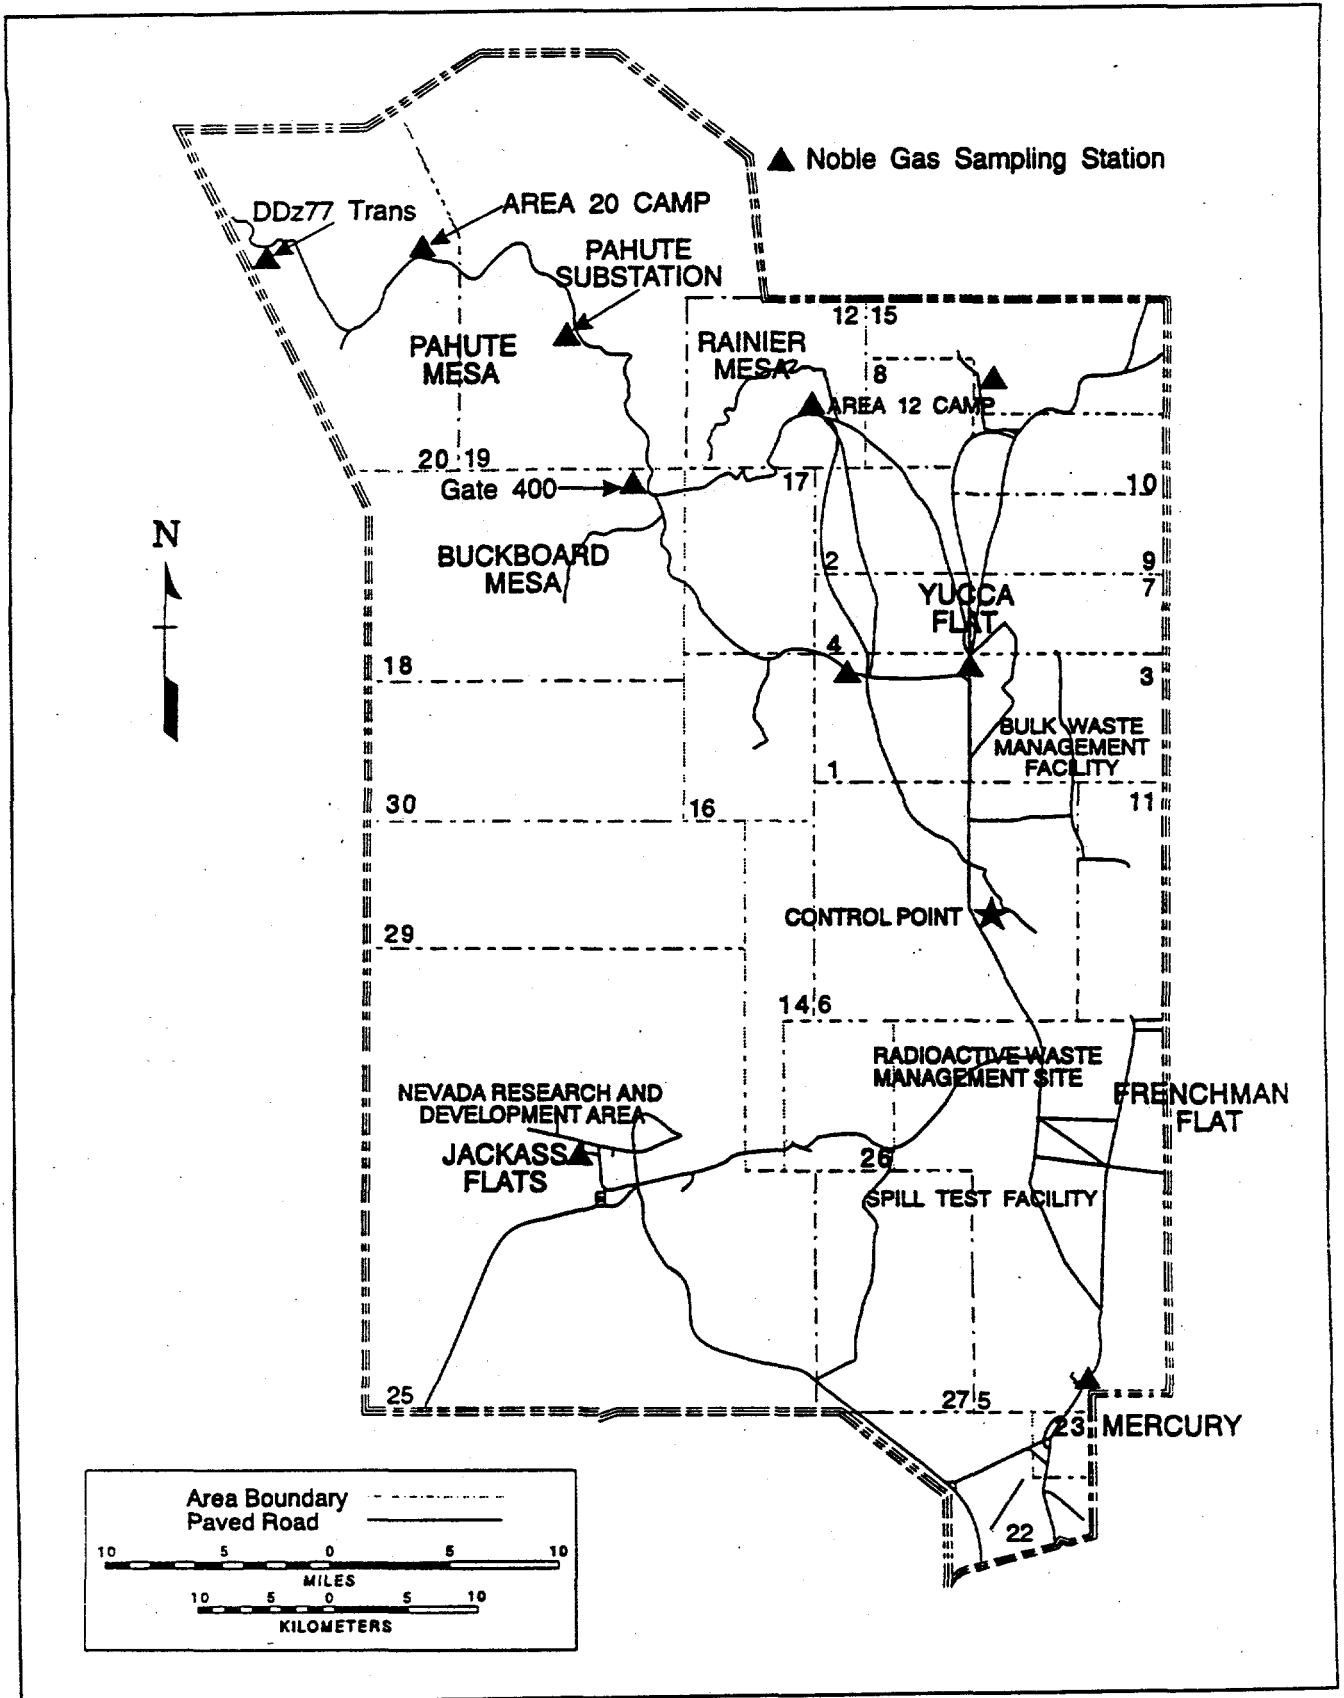 Noble Gas Sampling Station
DDz77 Trans
AREA 20 CAMP
PAHUTE
SUBSTATION
12 15
PAHUTE
MESA
RAINIER
MESA
8
AREA 12 CAMP
20 19
Gate 400
17
10
N
BUCKBOARD
MESA
2
9
7
YUCCA
FLAT
4
18
3
BULK WASTE
MANAGEMENT
FACILITY
1
30
16
11
CONTROL POINT
29
14 6
RADIOACTIVE WASTE
MANAGEMENT SITE
NEVADA RESEARCH AND
DEVELOPMENT AREA
FRENCHMAN
FLAT
JACKASS
FLATS
26
SPILL TEST FACILITY
25
27 5
23 MERCURY
22
Area Boundary
Paved Road
10 5 0 5 10
MILES
10 5 0 5 10
KILOMETERS